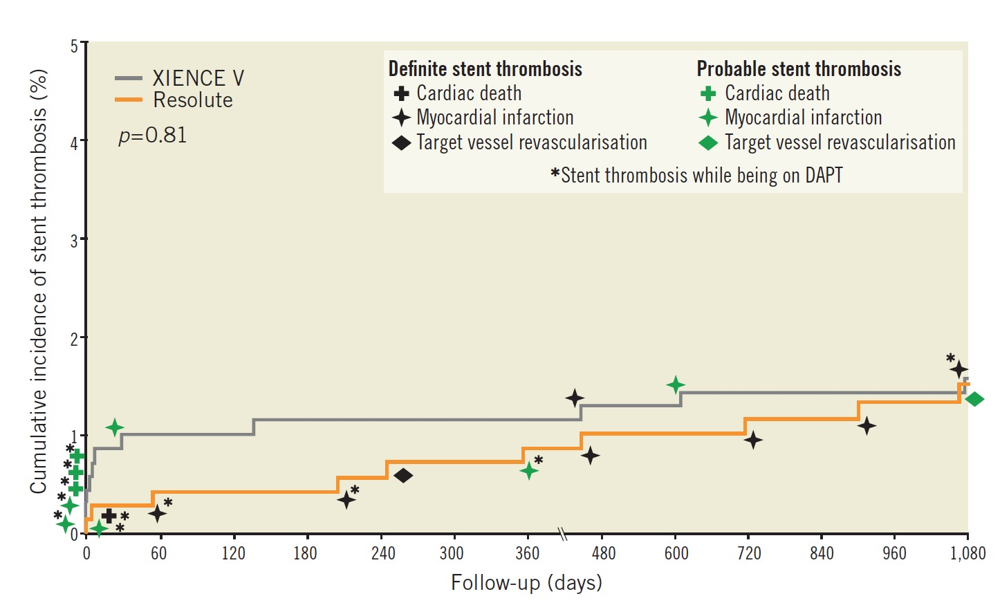 Cumulative incidence of stent thrombosis (%)
5
4
3
2
1
0
XIENCE V
Resolute
p=0.81
Definite stent thrombosis
Cardiac death
Myocardial infarction
Target vessel revascularisation
Probable stent thrombosis
Cardiac death
Myocardial infarction
Target vessel revascularisation
*Stent thrombosis while being on DAPT
*
*
*
*
*
*
*
*
*
*
*
0 60 120 180 240 300 360 480 600 720 840 960 1,080
Follow-up (days)